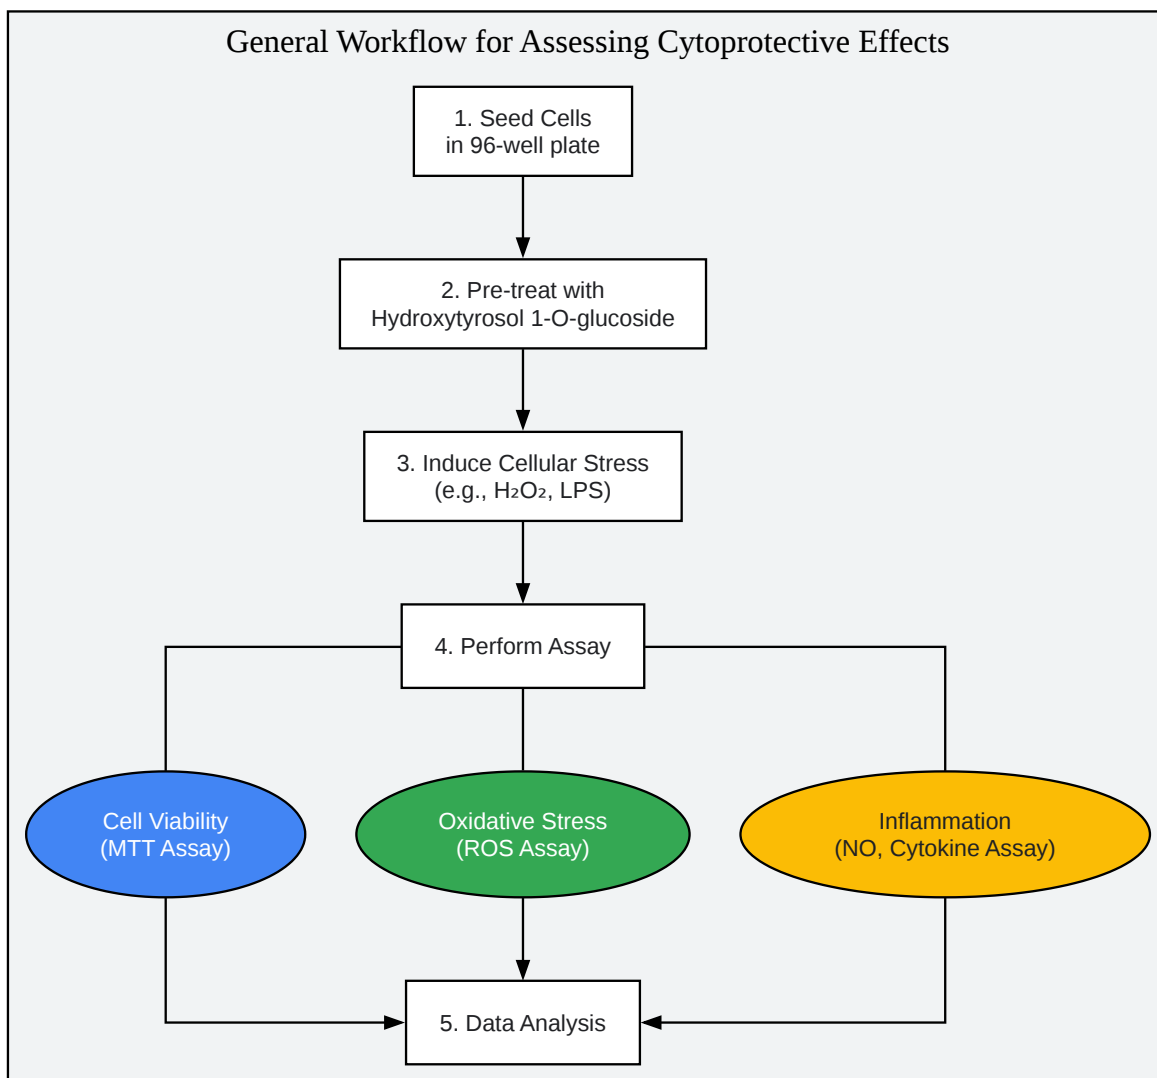 General Workflow for Assessing Cytoprotective Effects
1. Seed Cells
in 96-well plate
2. Pre-treat with
Hydroxytyrosol 1-O-glucoside
3. Induce Cellular Stress
(e.g., H₂O₂, LPS)
4. Perform Assay
Cell Viability
(MTT Assay)
Oxidative Stress
(ROS Assay)
Inflammation
(NO, Cytokine Assay)
5. Data Analysis